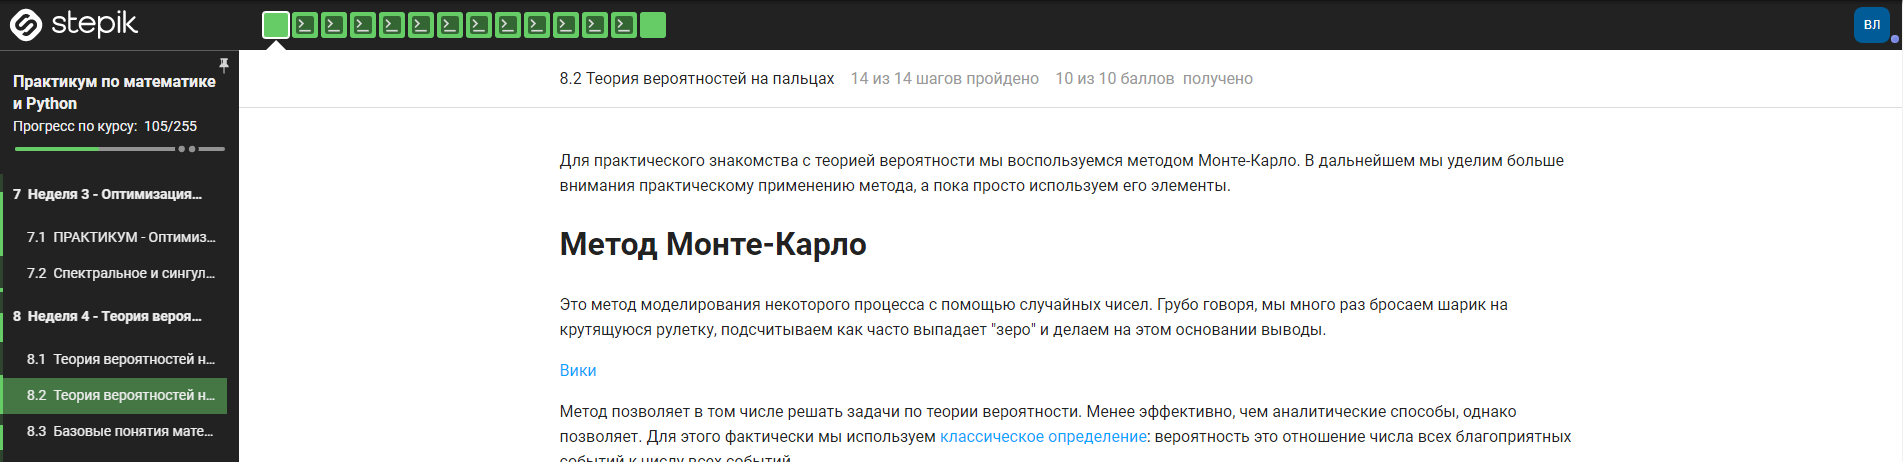 stepik
ВЛ
Практикум по математике
и Python
Прогресс по курсу: 105/255
7 Неделя 3 - Оптимизация...
7.1 ПРАКТИКУМ - Оптимиз...
7.2 Спектральное и сингул...
8 Неделя 4 - Теория вероя...
8.1 Теория вероятностей н...
8.2 Теория вероятностей н...
8.3 Базовые понятия мате...
8.2 Теория вероятностей на пальцах 14 из 14 шагов пройдено 10 из 10 баллов получено
Для практического знакомства с теорией вероятности мы воспользуемся методом Монте-Карло. В дальнейшем мы уделим больше
внимания практическому применению метода, а пока просто используем его элементы.
Метод Монте-Карло
Это метод моделирования некоторого процесса с помощью случайных чисел. Грубо говоря, мы много раз бросаем шарик на
крутящуюся рулетку, подсчитываем как часто выпадает "зеро" и делаем на этом основании выводы.
Вики
Метод позволяет в том числе решать задачи по теории вероятности. Менее эффективно, чем аналитические способы, однако
позволяет. Для этого фактически мы используем классическое определение: вероятность это отношение числа всех благоприятных
событий к числу всех событий